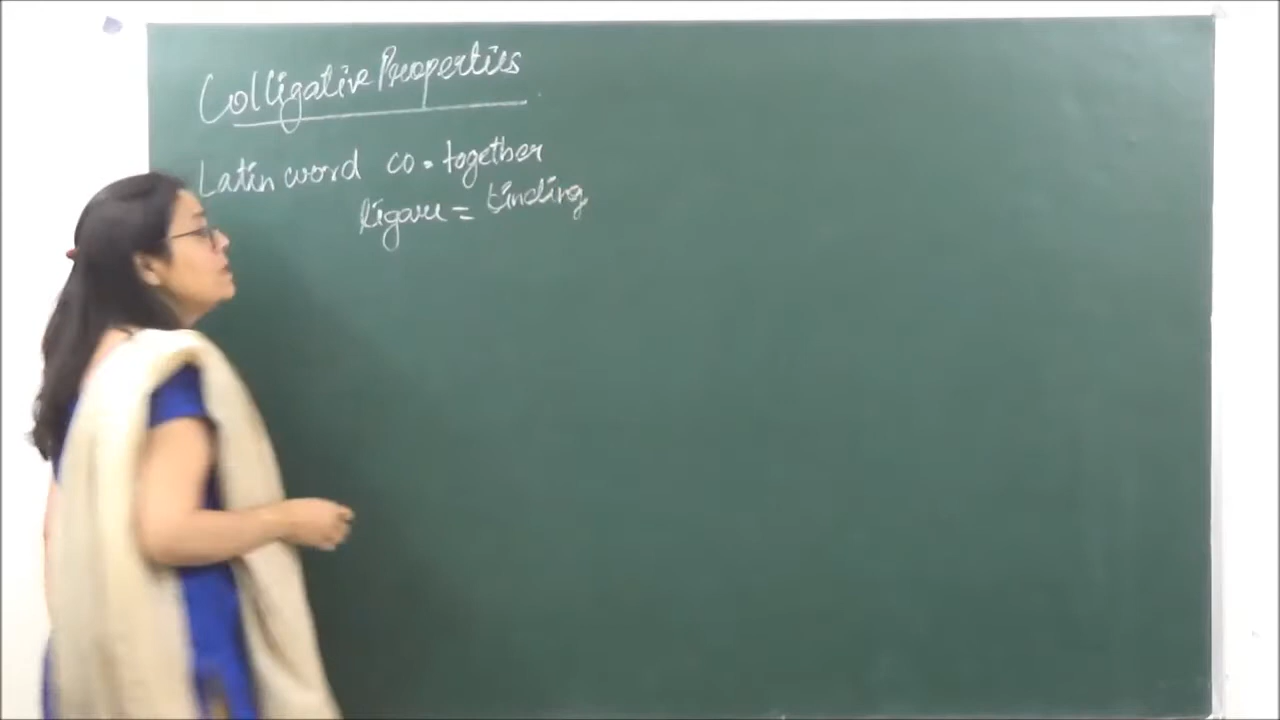 Colligative Properties
Latin word co = together
ligare = binding